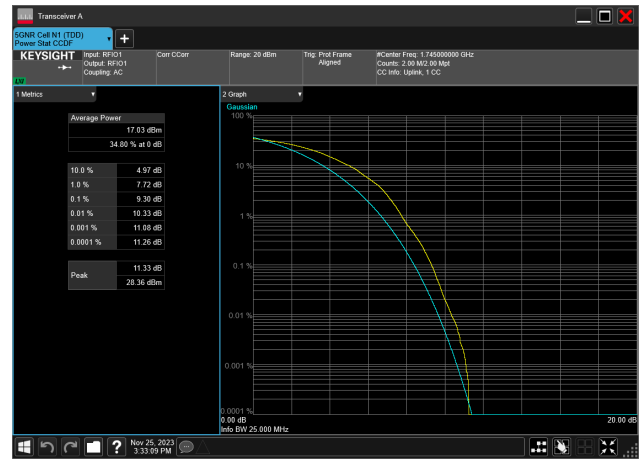 Transceiver A
5GNR Cell N1 (TDD)
Power Stat CCDF
KEYSIGHT
LXI
Input: RFIO1
Output: RFIO1
Coupling: AC
Corr CCorr
Range: 20 dBm
Trig: Prot Frame
Aligned
#Center Freq: 1.745000000 GHz
Counts: 2.00 M/2.00 Mpt
CC Info: Uplink, 1 CC
1 Metrics
Average Power
17.03 dBm
34.80 % at 0 dB
10.0 % 4.97 dB
1.0 % 7.72 dB
0.1 % 9.30 dB
0.01 % 10.33 dB
0.001 % 11.08 dB
0.0001 % 11.26 dB
Peak 11.33 dB
28.36 dBm
2 Graph
Gaussian
100 %
10 %
1 %
0.1 %
0.01 %
0.001 %
0.0001 %
0.00 dB 20.00 dB
Info BW 25.000 MHz
Nov 25, 2023
3:33:09 PM